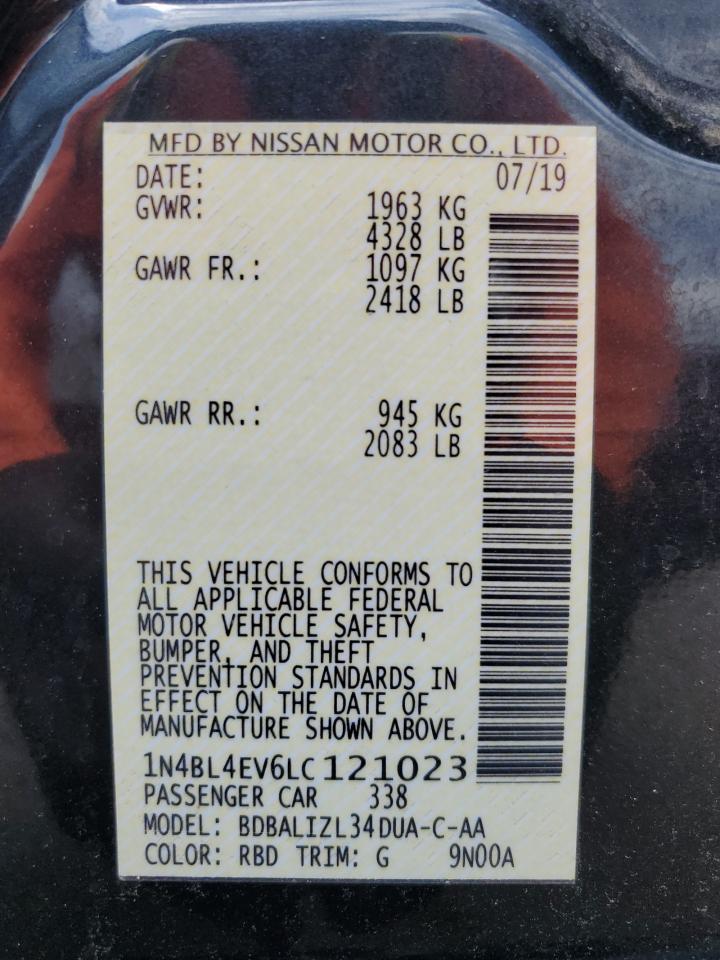 MFD BY NISSAN MOTOR CO., LTD.
DATE: 07/19
GVWR: 1963 KG
4328 LB
GAWR FR.: 1097 KG
2418 LB
GAWR RR.: 945 KG
2083 LB
THIS VEHICLE CONFORMS TO
ALL APPLICABLE FEDERAL
MOTOR VEHICLE SAFETY,
BUMPER, AND THEFT
PREVENTION STANDARDS IN
EFFECT ON THE DATE OF
MANUFACTURE SHOWN ABOVE.
1N4BL4EV6LC121023
PASSENGER CAR 338
MODEL: BDBALIZL34DUA-C-AA
COLOR: RBD TRIM: G 9N00A